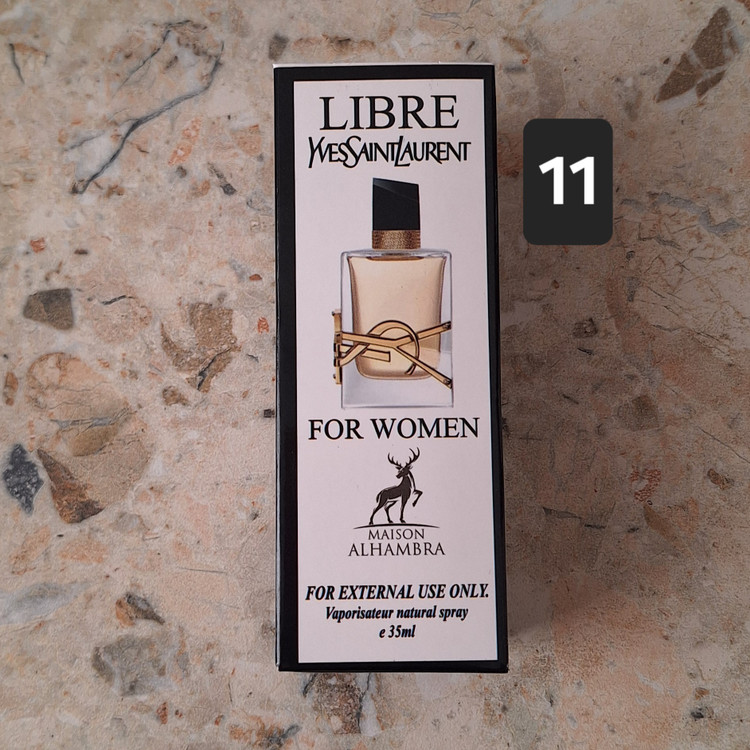 LIBRE
YVESSAINTLAURENT
11
FOR WOMEN
MAISON
ALHAMBRA
FOR EXTERNAL USE ONLY.
Vaporisateur natural spray
e 35ml